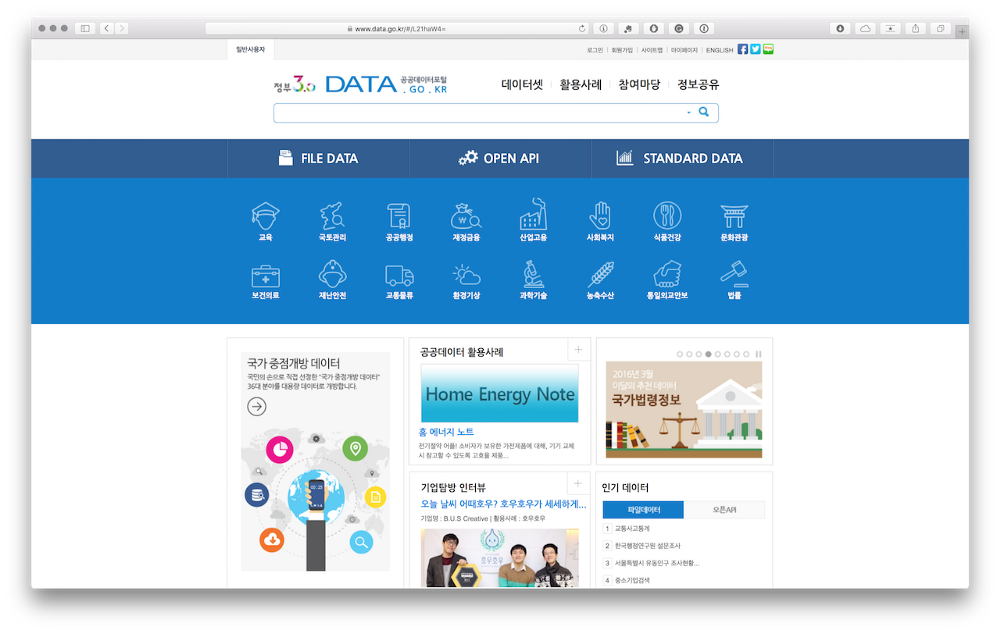 www.data.go.kr/#/L21haW4=
일반사용자
로그인 | 회원가입 | 사이트맵 | 마이페이지 | ENGLISH
정부 3.0 DATA 공공데이터포털
. GO . KR
데이터셋 활용사례 참여마당 정보공유
FILE DATA OPEN API STANDARD DATA
교육 국토관리 공공행정 재정금융 산업고용 사회복지 식품건강 문화관광
보건의료 재난안전 교통물류 환경기상 과학기술 농축수산 통일외교안보 법률
국가 중점개방 데이터
국민의 손으로 직접 선정한 "국가 중점개방 데이터"
36대 분야를 대용량 데이터로 개방합니다.
00:25
공공데이터 활용사례
Home Energy Note
홈 에너지 노트
전기절약 어플! 소비자가 보유한 가전제품에 대해, 기기 교체
시 참고할 수 있도록 고효율 제품...
2016년 3월
이달의 추천 데이터
국가법령정보
기업탐방 인터뷰
오늘 날씨 어때호우? 호우호우가 세세하게...
기업명 : B.U.S Creative | 활용사례 : 호우호우
호우호우
인기 데이터
파일데이터 오픈API
1 교통사고통계
2 한국행정연구원 설문조사
3 서울특별시 유동인구 조사현황...
4 중소기업검색